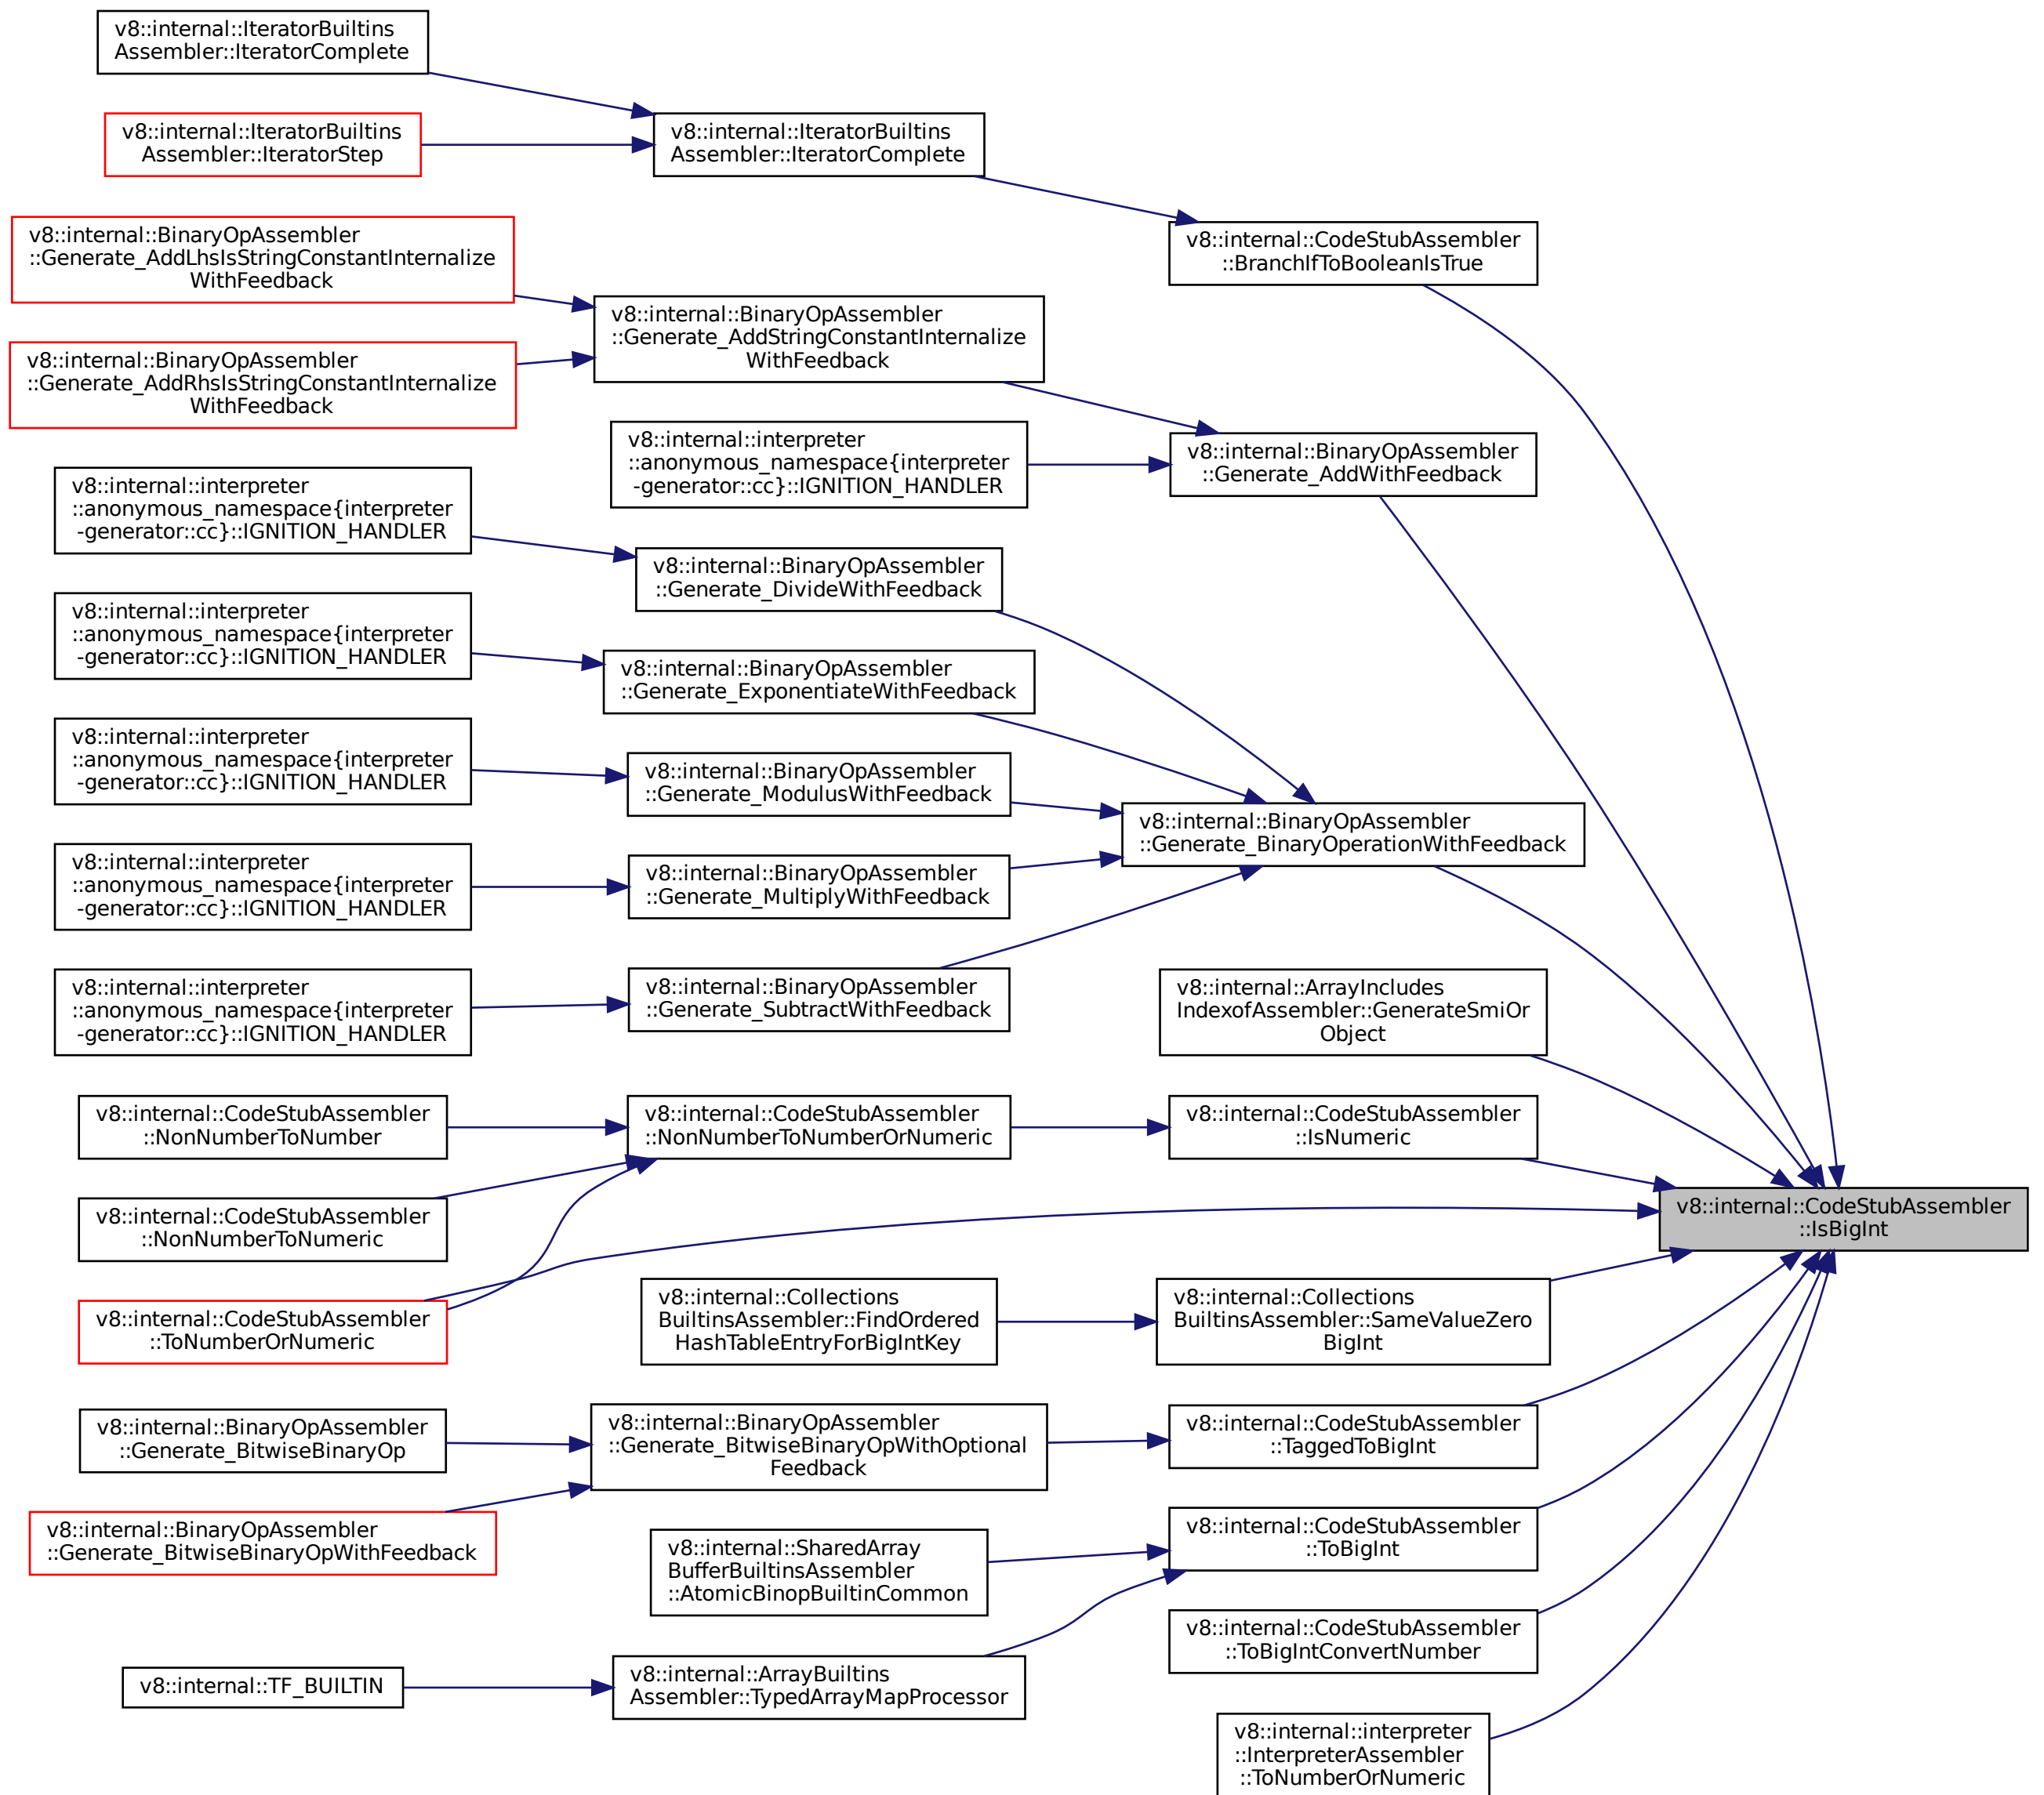 v8::internal::IteratorBuiltins
Assembler::IteratorComplete
v8::internal::IteratorBuiltins
Assembler::IteratorStep
v8::internal::IteratorBuiltins
Assembler::IteratorComplete
v8::internal::BinaryOpAssembler
::Generate_AddLhsIsStringConstantInternalize
WithFeedback
v8::internal::CodeStubAssembler
::BranchIfToBooleanIsTrue
v8::internal::BinaryOpAssembler
::Generate_AddStringConstantInternalize
WithFeedback
v8::internal::BinaryOpAssembler
::Generate_AddRhsIsStringConstantInternalize
WithFeedback
v8::internal::interpreter
::anonymous_namespace{interpreter
-generator::cc}::IGNITION_HANDLER
v8::internal::BinaryOpAssembler
::Generate_AddWithFeedback
v8::internal::interpreter
::anonymous_namespace{interpreter
-generator::cc}::IGNITION_HANDLER
v8::internal::BinaryOpAssembler
::Generate_DivideWithFeedback
v8::internal::interpreter
::anonymous_namespace{interpreter
-generator::cc}::IGNITION_HANDLER
v8::internal::BinaryOpAssembler
::Generate_ExponentiateWithFeedback
v8::internal::interpreter
::anonymous_namespace{interpreter
-generator::cc}::IGNITION_HANDLER
v8::internal::BinaryOpAssembler
::Generate_ModulusWithFeedback
v8::internal::BinaryOpAssembler
::Generate_BinaryOperationWithFeedback
v8::internal::interpreter
::anonymous_namespace{interpreter
-generator::cc}::IGNITION_HANDLER
v8::internal::BinaryOpAssembler
::Generate_MultiplyWithFeedback
v8::internal::interpreter
::anonymous_namespace{interpreter
-generator::cc}::IGNITION_HANDLER
v8::internal::BinaryOpAssembler
::Generate_SubtractWithFeedback
v8::internal::ArrayIncludes
IndexofAssembler::GenerateSmiOr
Object
v8::internal::CodeStubAssembler
::NonNumberToNumber
v8::internal::CodeStubAssembler
::NonNumberToNumberOrNumeric
v8::internal::CodeStubAssembler
::IsNumeric
v8::internal::CodeStubAssembler
::IsBigInt
v8::internal::CodeStubAssembler
::NonNumberToNumeric
v8::internal::CodeStubAssembler
::ToNumberOrNumeric
v8::internal::Collections
BuiltinsAssembler::FindOrdered
HashTableEntryForBigIntKey
v8::internal::Collections
BuiltinsAssembler::SameValueZero
BigInt
v8::internal::BinaryOpAssembler
::Generate_BitwiseBinaryOp
v8::internal::BinaryOpAssembler
::Generate_BitwiseBinaryOpWithOptional
Feedback
v8::internal::CodeStubAssembler
::TaggedToBigInt
v8::internal::BinaryOpAssembler
::Generate_BitwiseBinaryOpWithFeedback
v8::internal::SharedArray
BufferBuiltinsAssembler
::AtomicBinopBuiltinCommon
v8::internal::CodeStubAssembler
::ToBigInt
v8::internal::CodeStubAssembler
::ToBigIntConvertNumber
v8::internal::TF_BUILTIN
v8::internal::ArrayBuiltins
Assembler::TypedArrayMapProcessor
v8::internal::interpreter
::InterpreterAssembler
::ToNumberOrNumeric